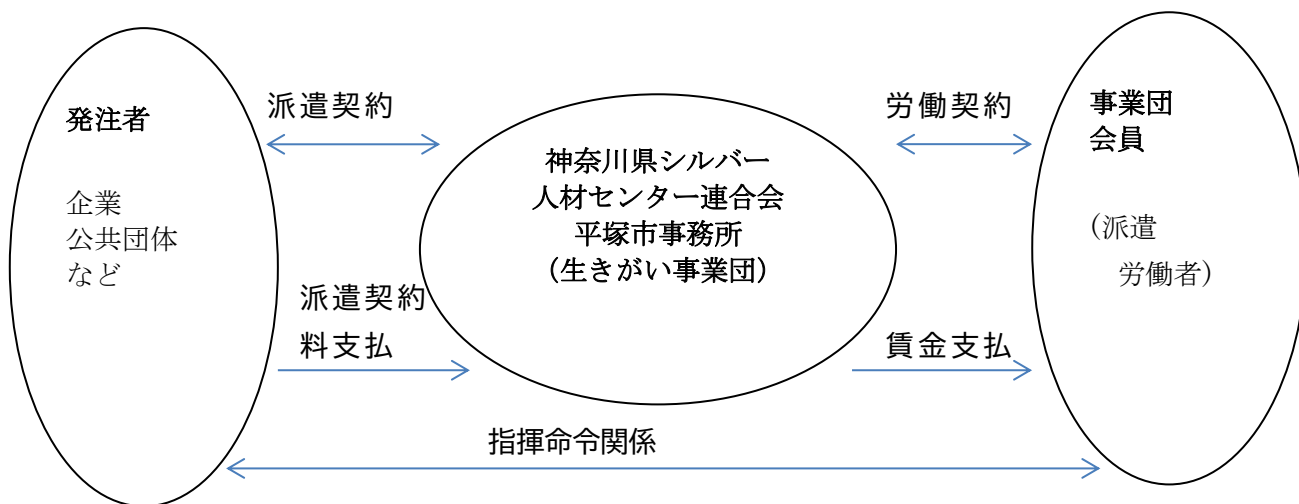 発注者
企業
公共団体
など
派遣契約
派遣契約
料支払
神奈川県シルバー
人材センター連合会
平塚市事務所
（生きがい事業団）
労働契約
賃金支払
事業団
会員
（派遣
労働者）
指揮命令関係